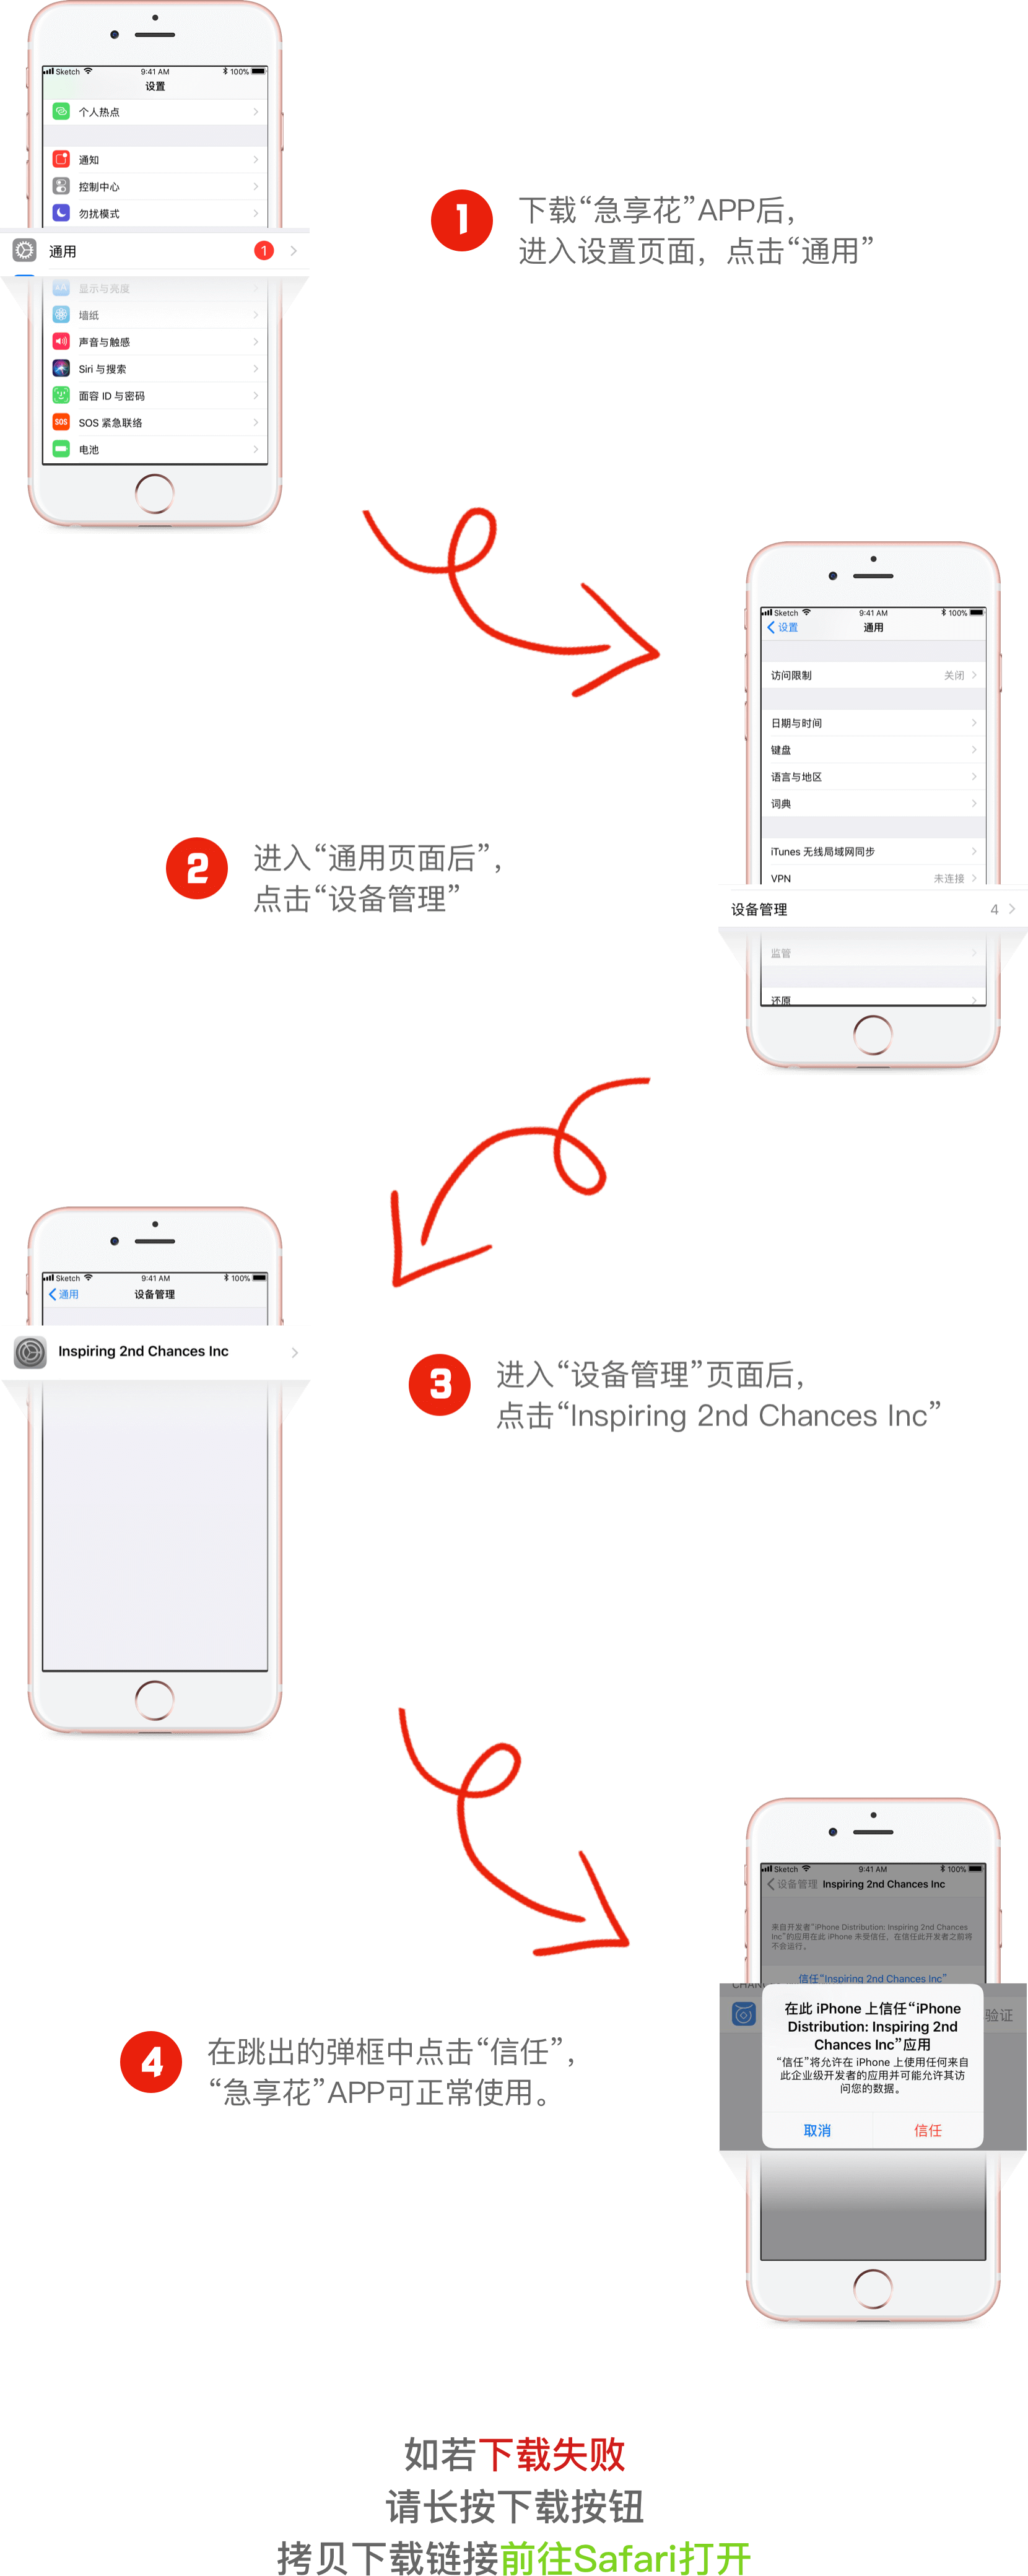 Sketch 9:41 AM 100%
设置
个人热点
通知
控制中心
勿扰模式
通用 1
显示与亮度
墙纸
声音与触感
Siri 与搜索
面容 ID 与密码
SOS 紧急联络
电池
1
下载“急享花”APP后，
进入设置页面，点击“通用”
Sketch 9:41 AM 100%
设置 通用
访问限制 关闭
日期与时间
键盘
语言与地区
词典
iTunes 无线局域网同步
VPN 未连接
设备管理 4
监管
还原
2
进入“通用页面后”，
点击“设备管理”
Sketch 9:41 AM 100%
通用 设备管理
Inspiring 2nd Chances Inc
3
进入“设备管理”页面后，
点击“Inspiring 2nd Chances Inc”
Sketch 9:41 AM 100%
设备管理 Inspiring 2nd Chances Inc
来自开发者“iPhone Distribution: Inspiring 2nd Chances
Inc”的应用在此 iPhone 未受信任，在信任此开发者之前将
不会运行。
信任“Inspiring 2nd Chances Inc”
验证
在此 iPhone 上信任“iPhone
Distribution: Inspiring 2nd
Chances Inc”应用
“信任”将允许在 iPhone 上使用任何来自
此企业级开发者的应用并可能允许其访
问您的数据。
取消 信任
4
在跳出的弹框中点击“信任”，
“急享花”APP可正常使用。
如若下载失败
请长按下载按钮
拷贝下载链接前往Safari打开